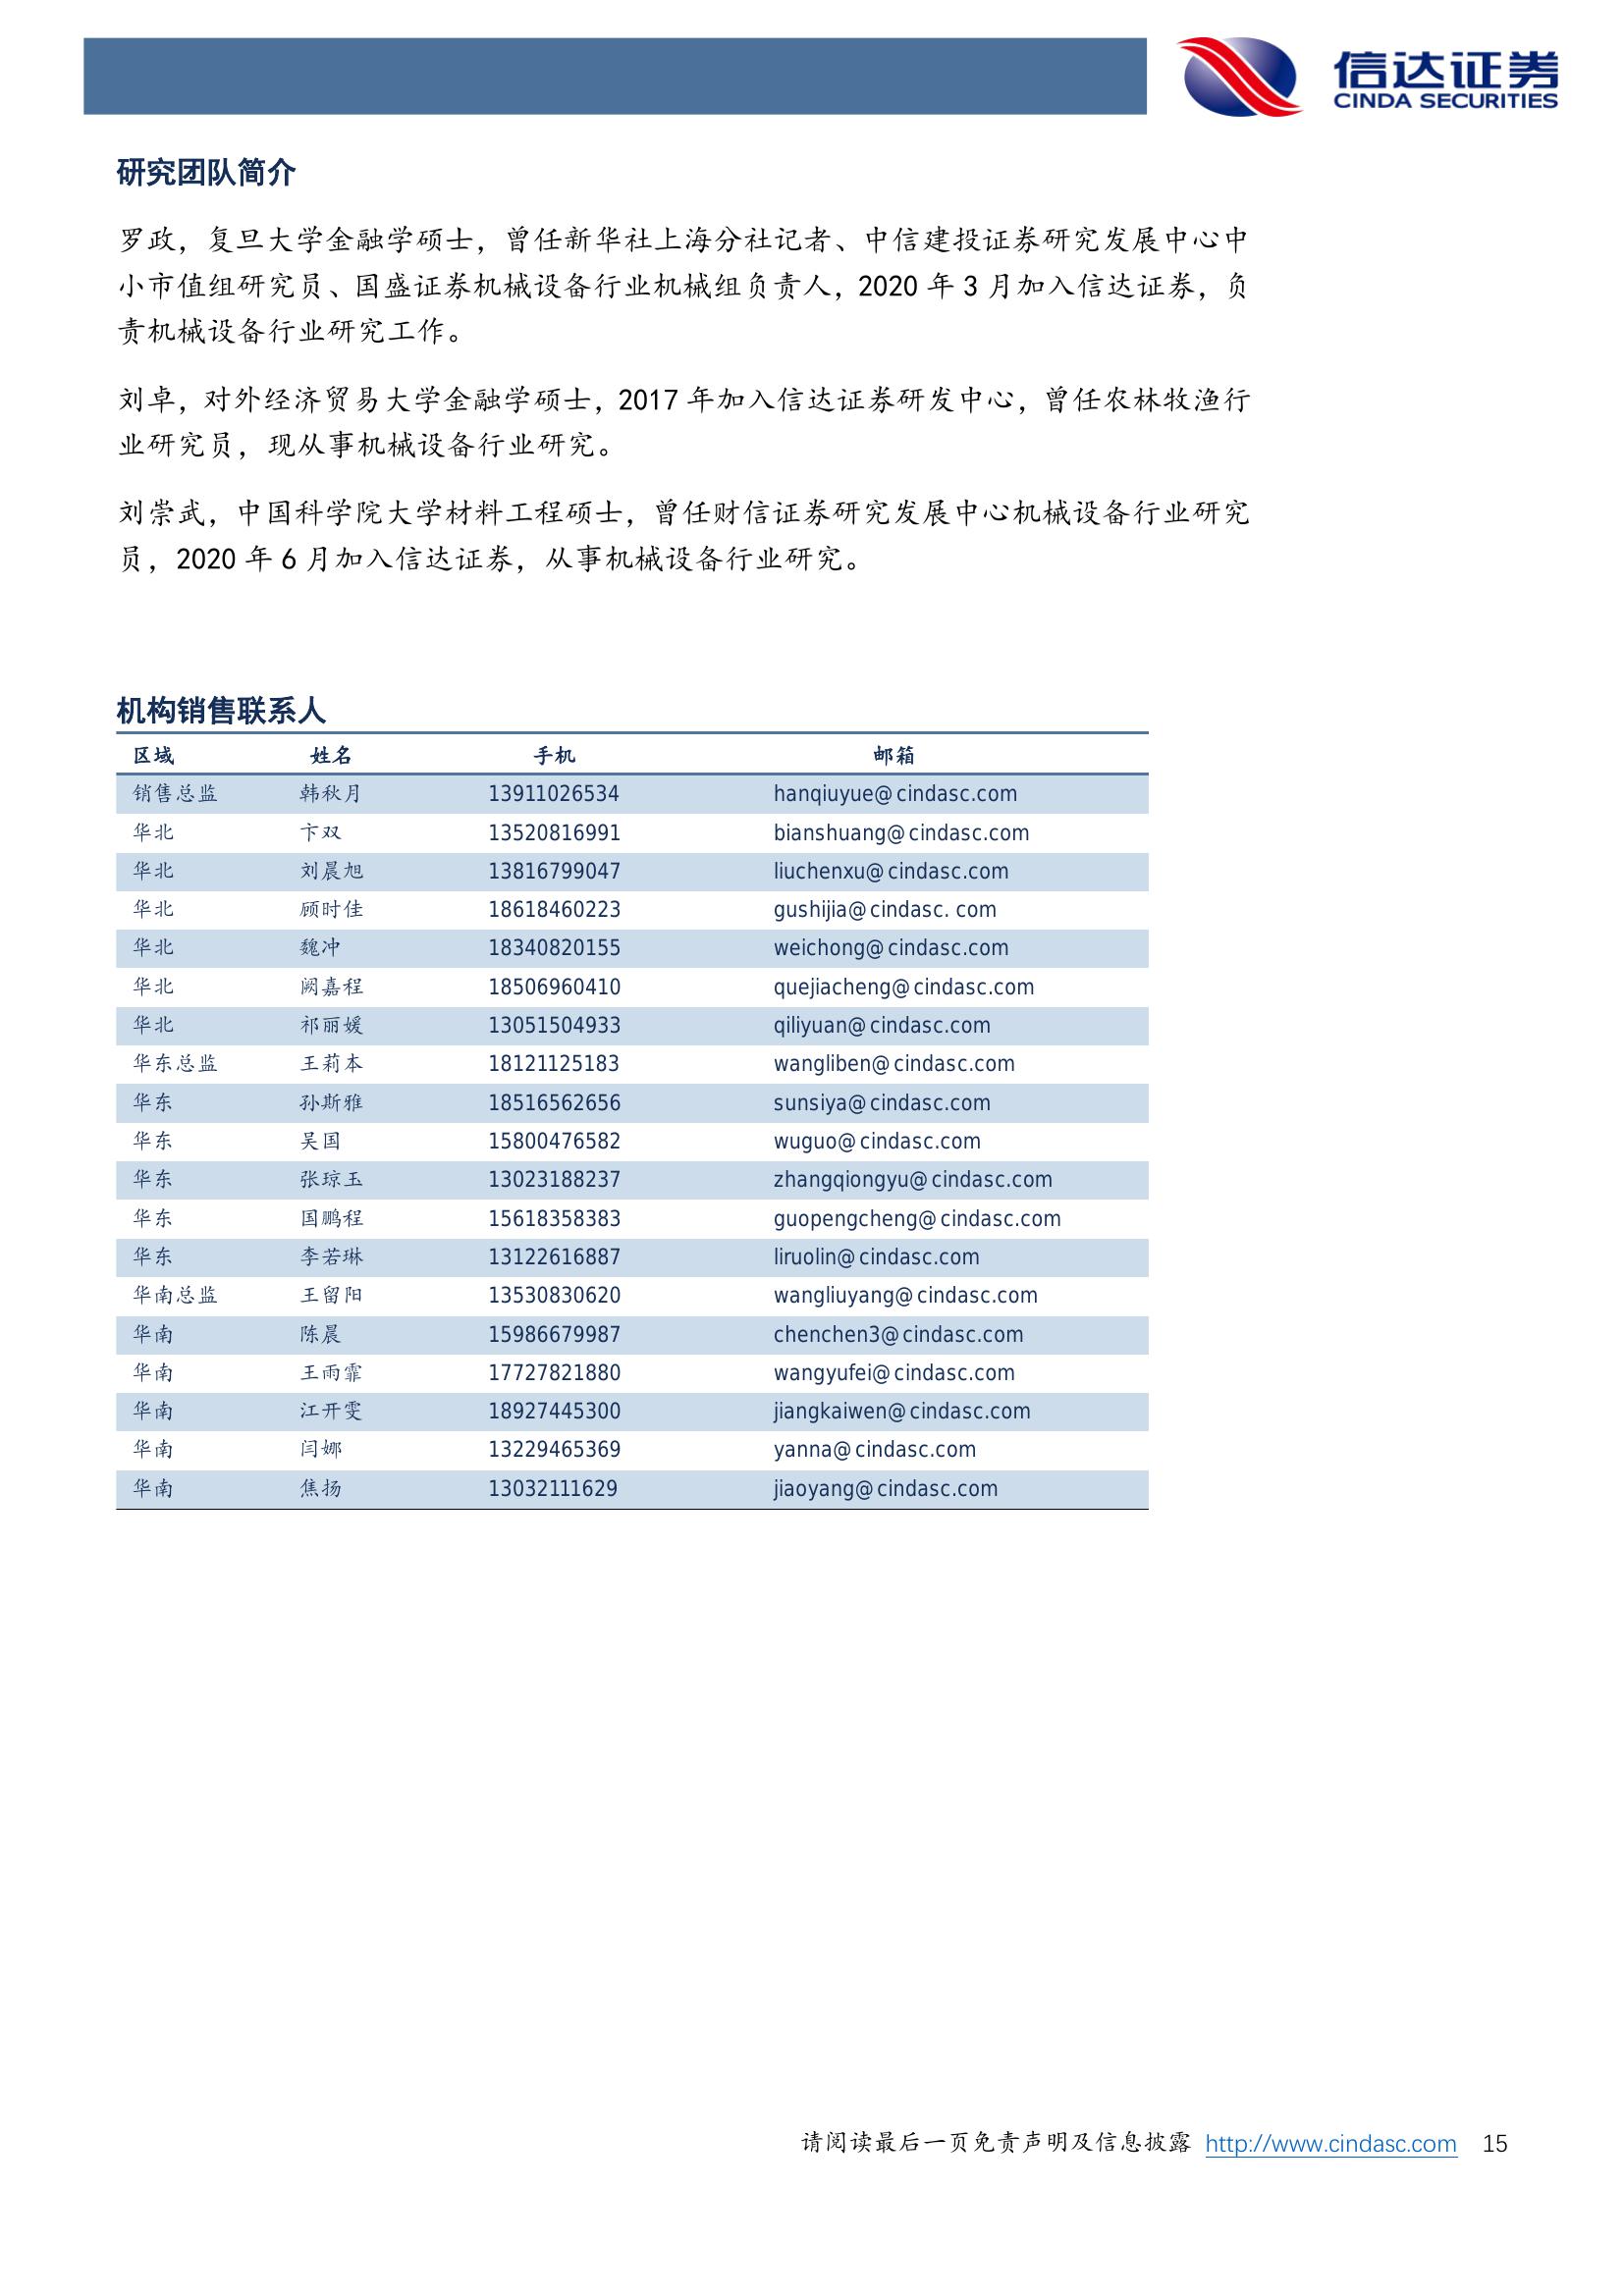 信达证券
CINDA SECURITIES
研究团队简介
罗政，复旦大学金融学硕士，曾任新华社上海分社记者、中信建投证券研究发展中心中
小市值组研究员、国盛证券机械设备行业机械组负责人，2020 年 3 月加入信达证券，负
责机械设备行业研究工作。
刘卓，对外经济贸易大学金融学硕士，2017 年加入信达证券研发中心，曾任农林牧渔行
业研究员，现从事机械设备行业研究。
刘崇武，中国科学院大学材料工程硕士，曾任财信证券研究发展中心机械设备行业研究
员，2020 年 6 月加入信达证券，从事机械设备行业研究。
机构销售联系人
区域 姓名 手机 邮箱
销售总监 韩秋月 13911026534 hanqiuyue@cindasc.com
华北 卞双 13520816991 bianshuang@cindasc.com
华北 刘晨旭 13816799047 liuchenxu@cindasc.com
华北 顾时佳 18618460223 gushijia@cindasc. com
华北 魏冲 18340820155 weichong@cindasc.com
华北 阙嘉程 18506960410 quejiacheng@cindasc.com
华北 祁丽媛 13051504933 qiliyuan@cindasc.com
华东总监 王莉本 18121125183 wangliben@cindasc.com
华东 孙斯雅 18516562656 sunsiya@cindasc.com
华东 吴国 15800476582 wuguo@cindasc.com
华东 张琼玉 13023188237 zhangqiongyu@cindasc.com
华东 国鹏程 15618358383 guopengcheng@cindasc.com
华东 李若琳 13122616887 liruolin@cindasc.com
华南总监 王留阳 13530830620 wangliuyang@cindasc.com
华南 陈晨 15986679987 chenchen3@cindasc.com
华南 王雨霏 17727821880 wangyufei@cindasc.com
华南 江开雯 18927445300 jiangkaiwen@cindasc.com
华南 闫娜 13229465369 yanna@cindasc.com
华南 焦扬 13032111629 jiaoyang@cindasc.com
请阅读最后一页免责声明及信息披露 http://www.cindasc.com 15